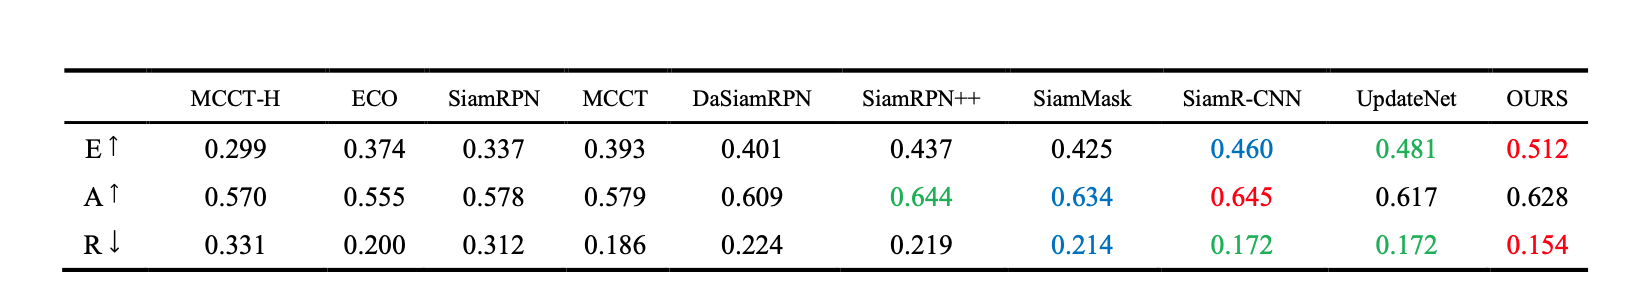 MCCT-H ECO SiamRPN MCCT DaSiamRPN SiamRPN++ SiamMask SiamR-CNN UpdateNet OURS
E↑ 0.299 0.374 0.337 0.393 0.401 0.437 0.425 0.460 0.481 0.512
A↑ 0.570 0.555 0.578 0.579 0.609 0.644 0.634 0.645 0.617 0.628
R↓ 0.331 0.200 0.312 0.186 0.224 0.219 0.214 0.172 0.172 0.154